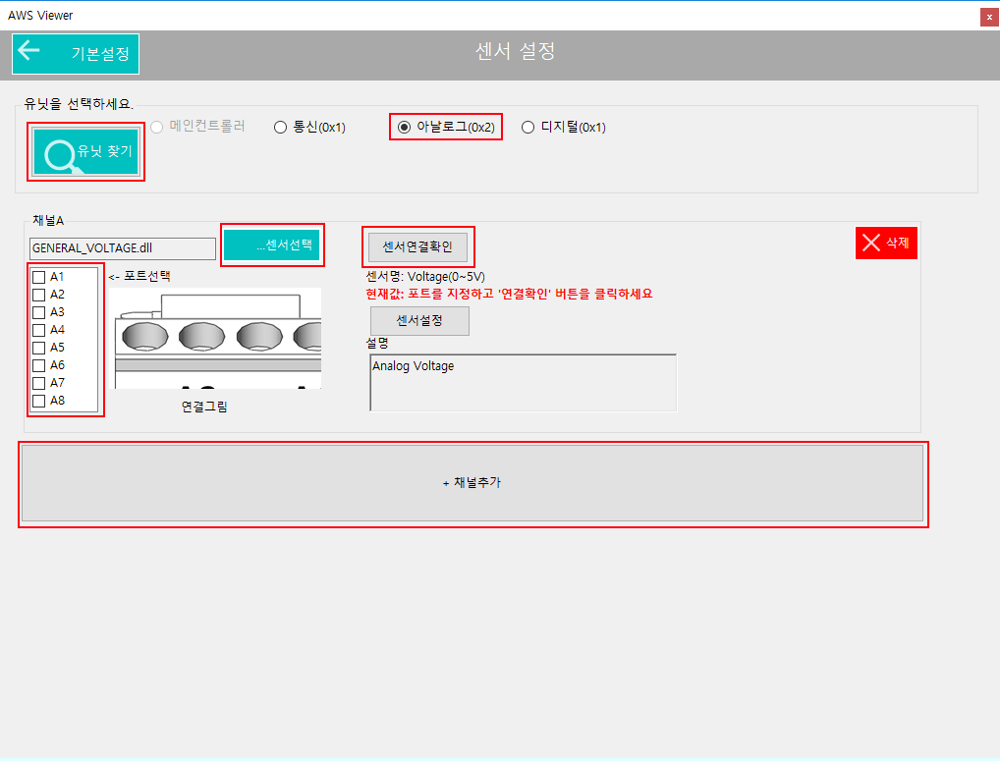 AWS Viewer
x
기본설정
센서 설정
유닛을 선택하세요.
유닛 찾기
메인컨트롤러
통신(0x1)
아날로그(0x2)
디지털(0x1)
채널A
GENERAL_VOLTAGE.dll
...센서선택
센서연결확인
삭제
A1
A2
A3
A4
A5
A6
A7
A8
<- 포트선택
연결그림
센서명: Voltage(0~5V)
현재값: 포트를 지정하고 '연결확인' 버튼을 클릭하세요
센서설정
설명
Analog Voltage
+ 채널추가